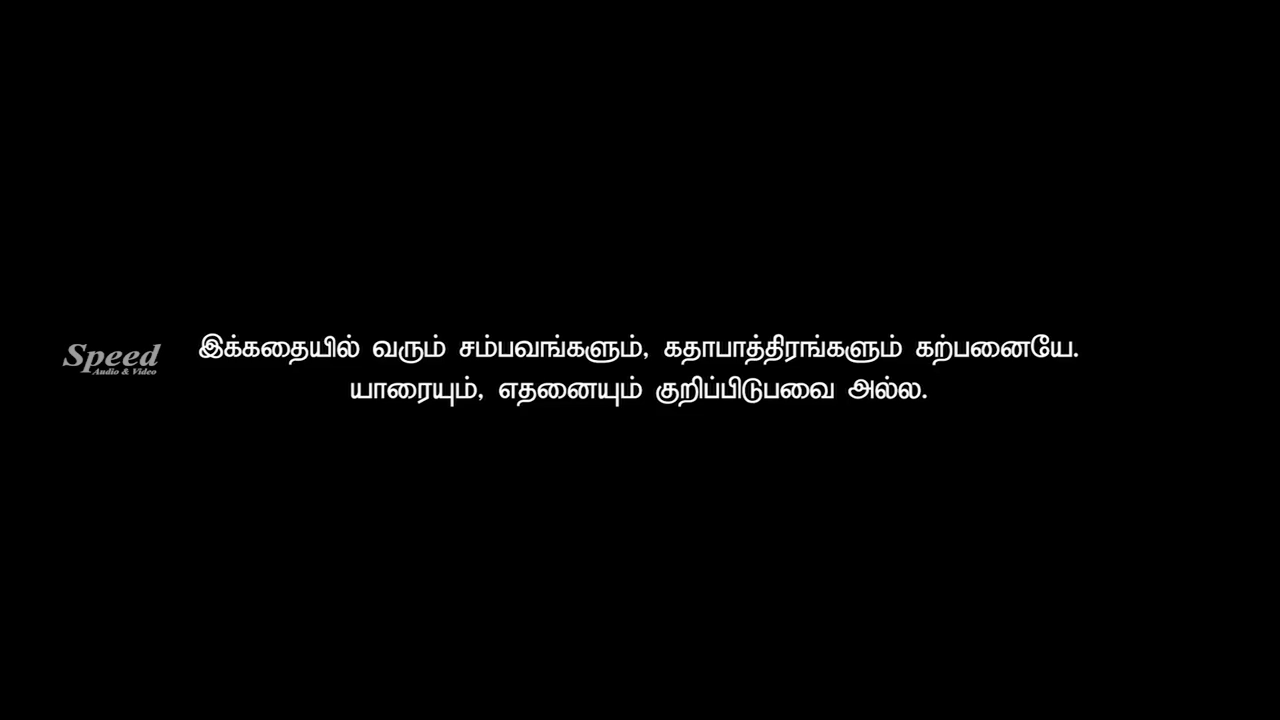 இக்கதையில் வரும் சம்பவங்களும், கதாபாத்திரங்களும் கற்பனையே.
யாரையும், எதனையும் குறிப்பிடுபவை அல்ல.
Speed
Audio & Video